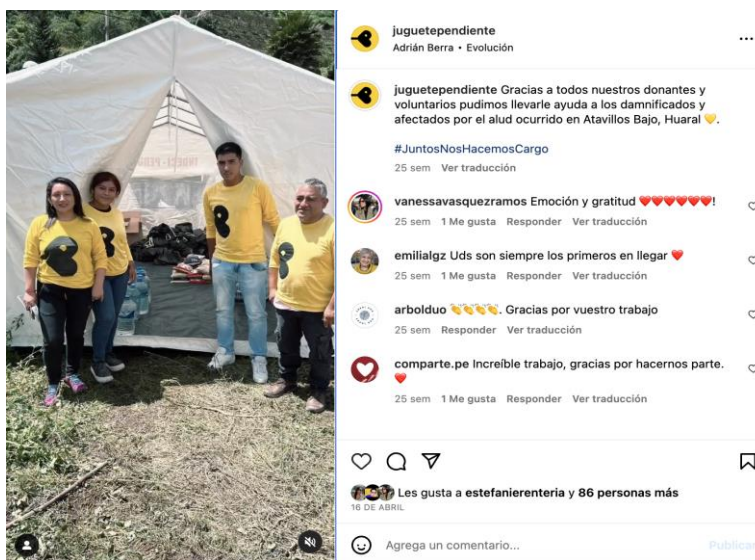 INDECI - PERÚ
juguetependiente
Adrián Berra • Evolución
juguetependiente Gracias a todos nuestros donantes y
voluntarios pudimos llevarle ayuda a los damnificados y
afectados por el alud ocurrido en Atavillos Bajo, Huaral 💛.
#JuntosNosHacemosCargo
25 sem Ver traducción
vanessavasquezramos Emoción y gratitud ❤️❤️❤️❤️❤️❤️!
25 sem 1 Me gusta Responder Ver traducción
emilialgz Uds son siempre los primeros en llegar ❤️
25 sem 1 Me gusta Responder Ver traducción
arbolduo 👏👏👏👏. Gracias por vuestro trabajo
25 sem Responder Ver traducción
comparte.pe Increíble trabajo, gracias por hacernos parte.
❤️
25 sem 1 Me gusta Responder Ver traducción
Les gusta a estefanierenteria y 86 personas más
16 DE ABRIL
Agrega un comentario...
Publicar